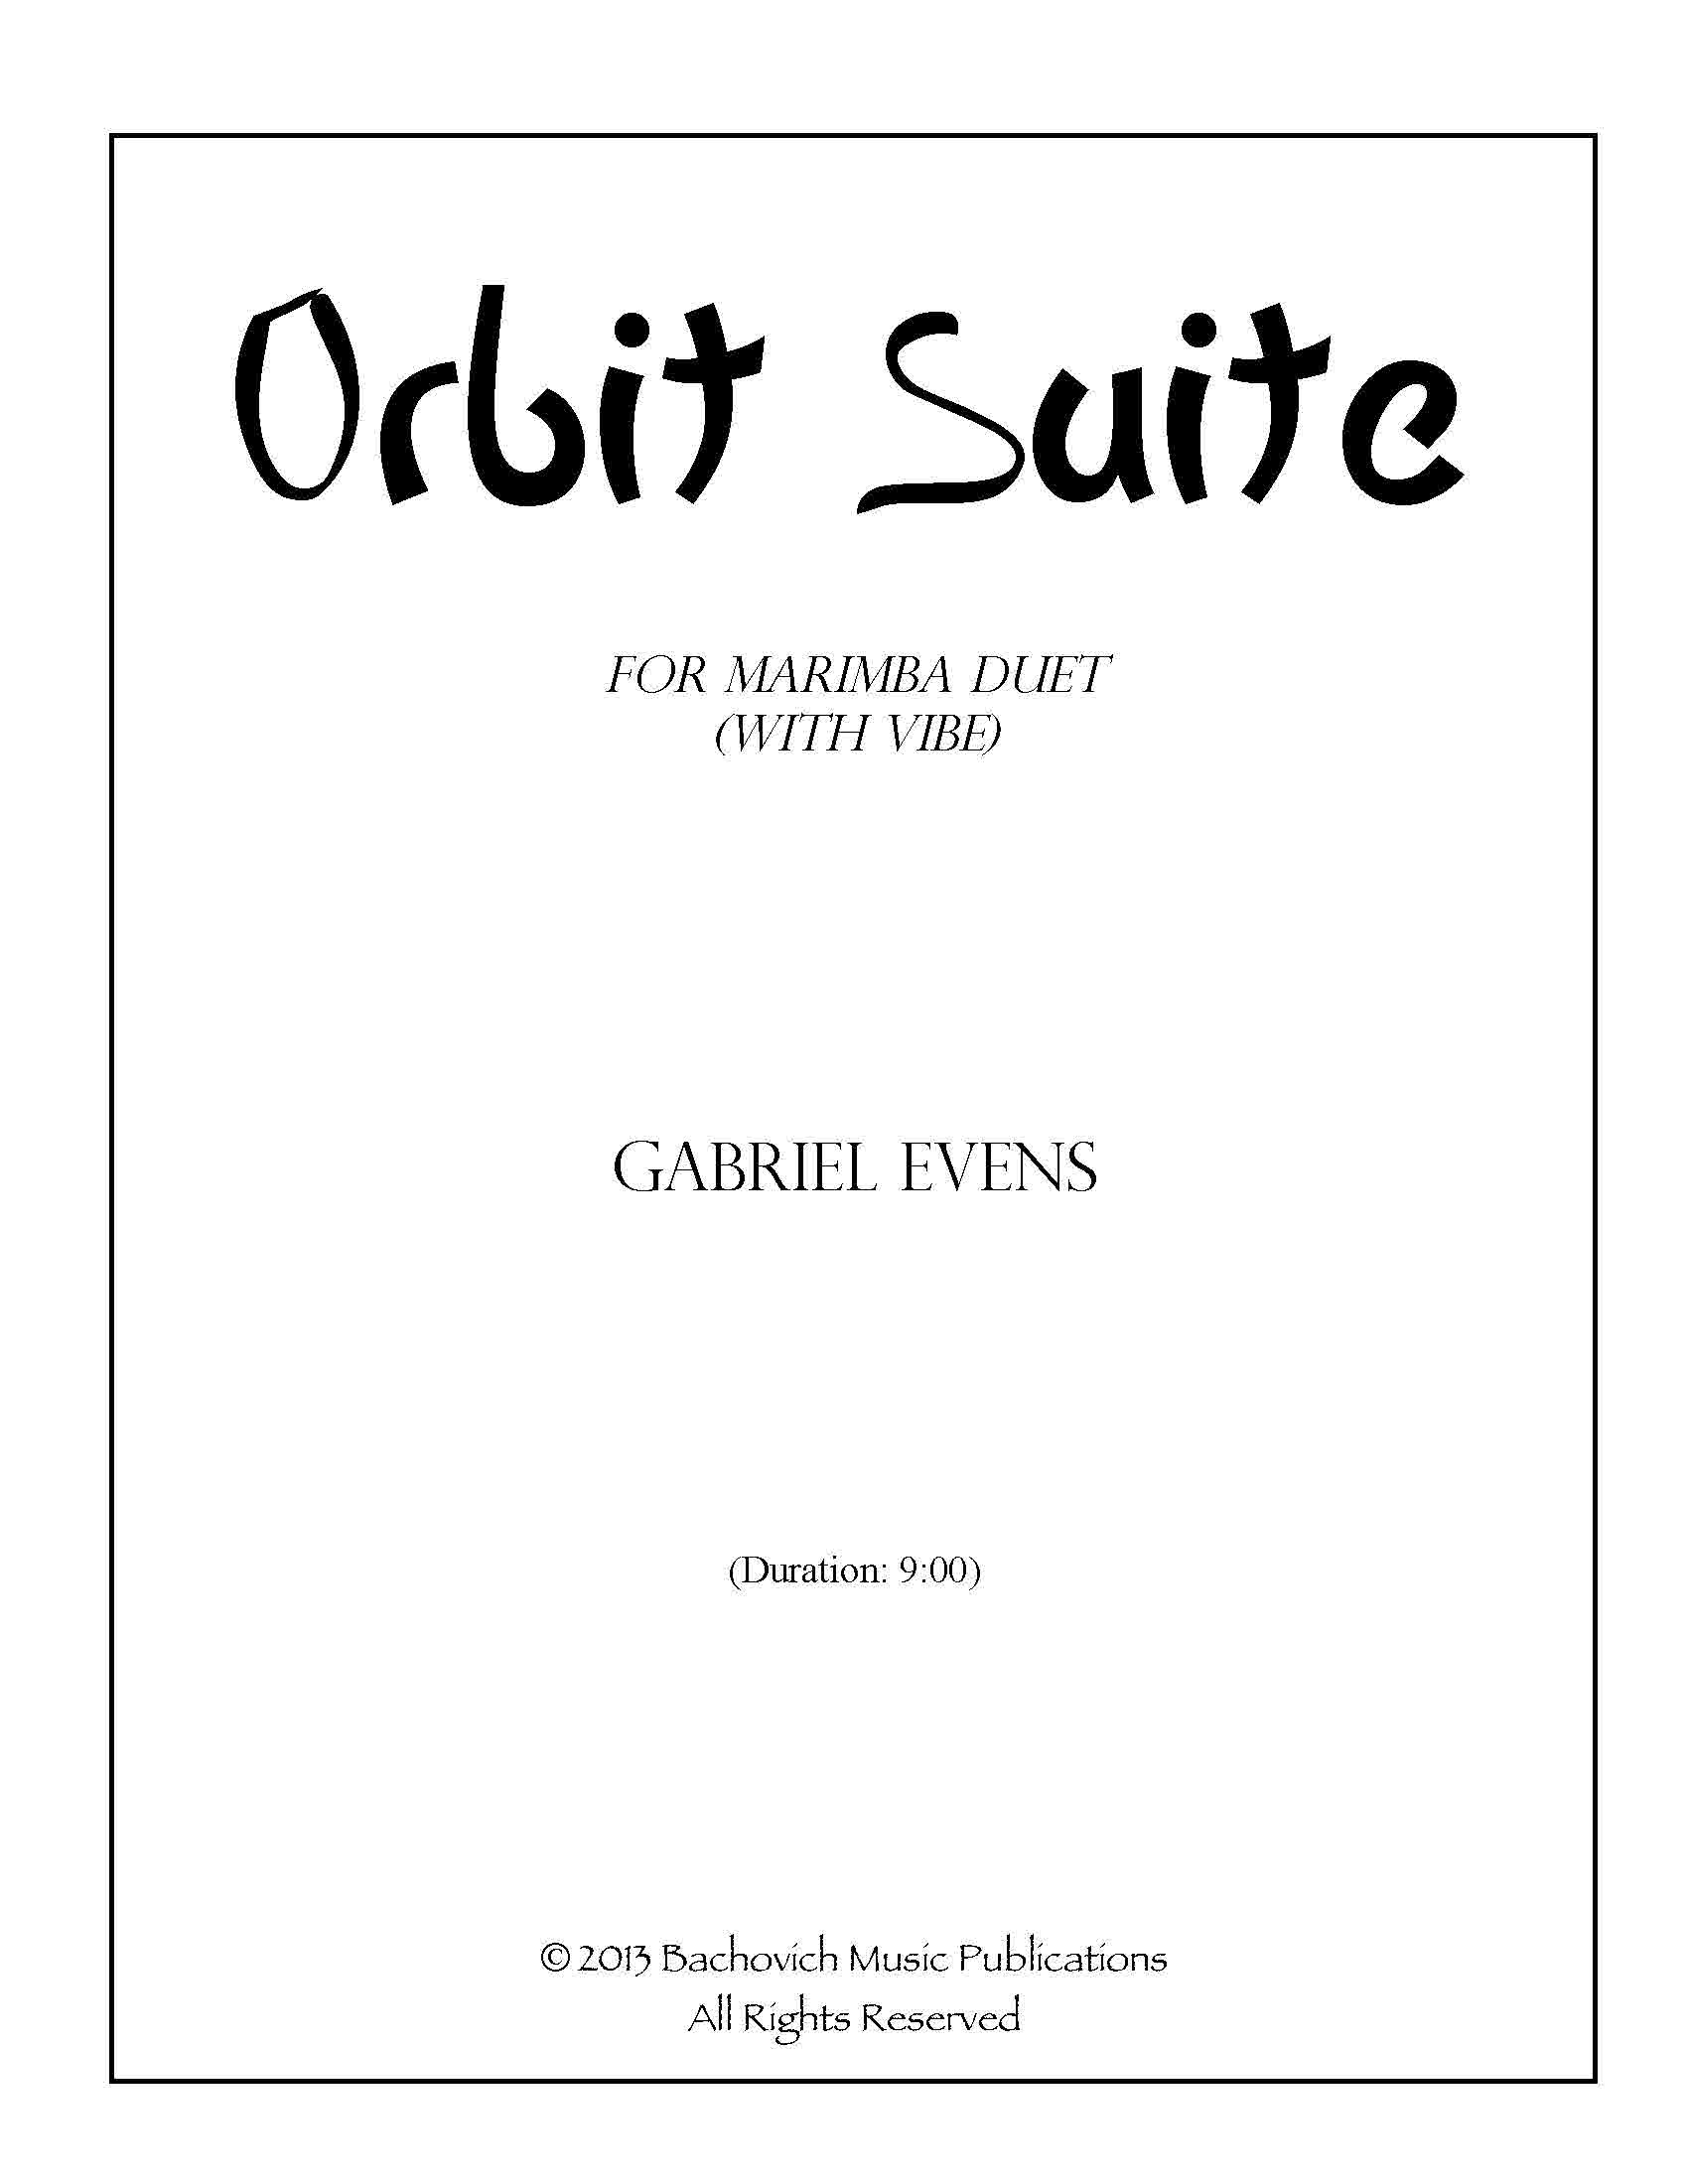 Orbit Suite
FOR MARIMBA DUET
(WITH VIBE)
GABRIEL EVENS
(Duration: 9:00)
© 2013 Bachovich Music Publications
All Rights Reserved